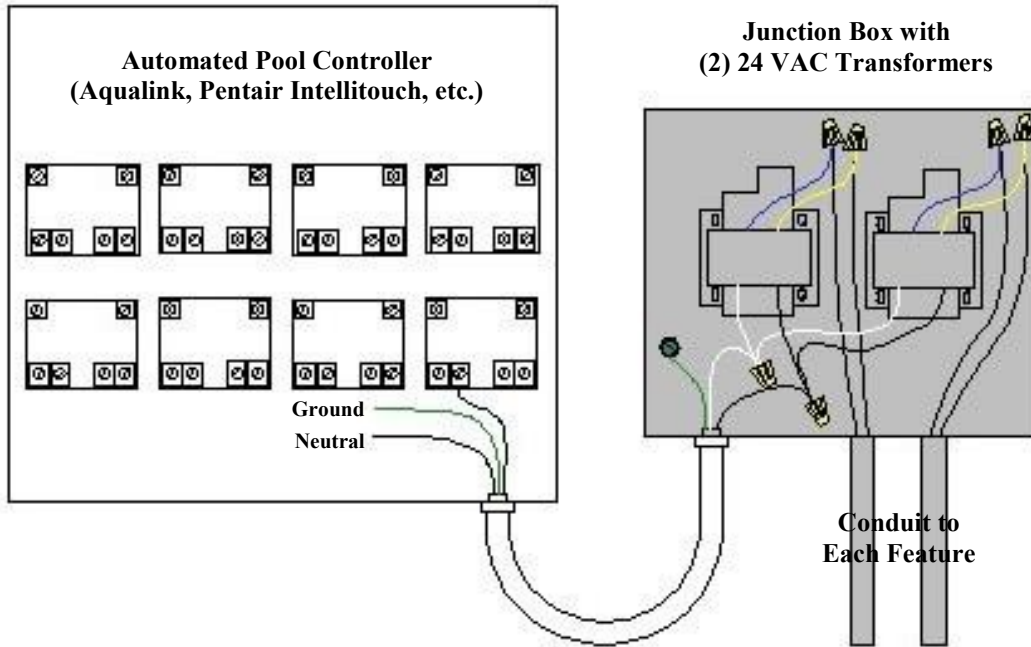 Automated Pool Controller
(Aqualink, Pentair Intellitouch, etc.)
Junction Box with
(2) 24 VAC Transformers
Ground
Neutral
Conduit to
Each Feature